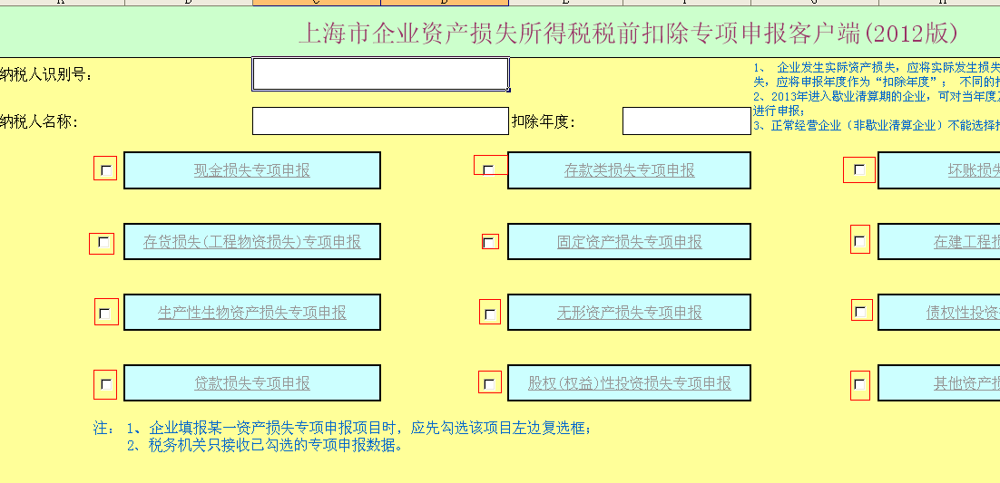 上海市企业资产损失所得税税前扣除专项申报客户端(2012版)
纳税人识别号:
1、 企业发生实际资产损失，应将实际发生损失
失，应将申报年度作为“扣除年度”； 不同的
2、2013年进入歇业清算期的企业，可对当年度
进行申报；
3、正常经营企业（非歇业清算企业）不能选择
纳税人名称:
扣除年度:
现金损失专项申报
存款类损失专项申报
坏账损失
存货损失(工程物资损失)专项申报
固定资产损失专项申报
在建工程损
生产性生物资产损失专项申报
无形资产损失专项申报
债权性投资
贷款损失专项申报
股权(权益)性投资损失专项申报
其他资产损
注: 1、企业填报某一资产损失专项申报项目时，应先勾选该项目左边复选框；
2、税务机关只接收已勾选的专项申报数据。